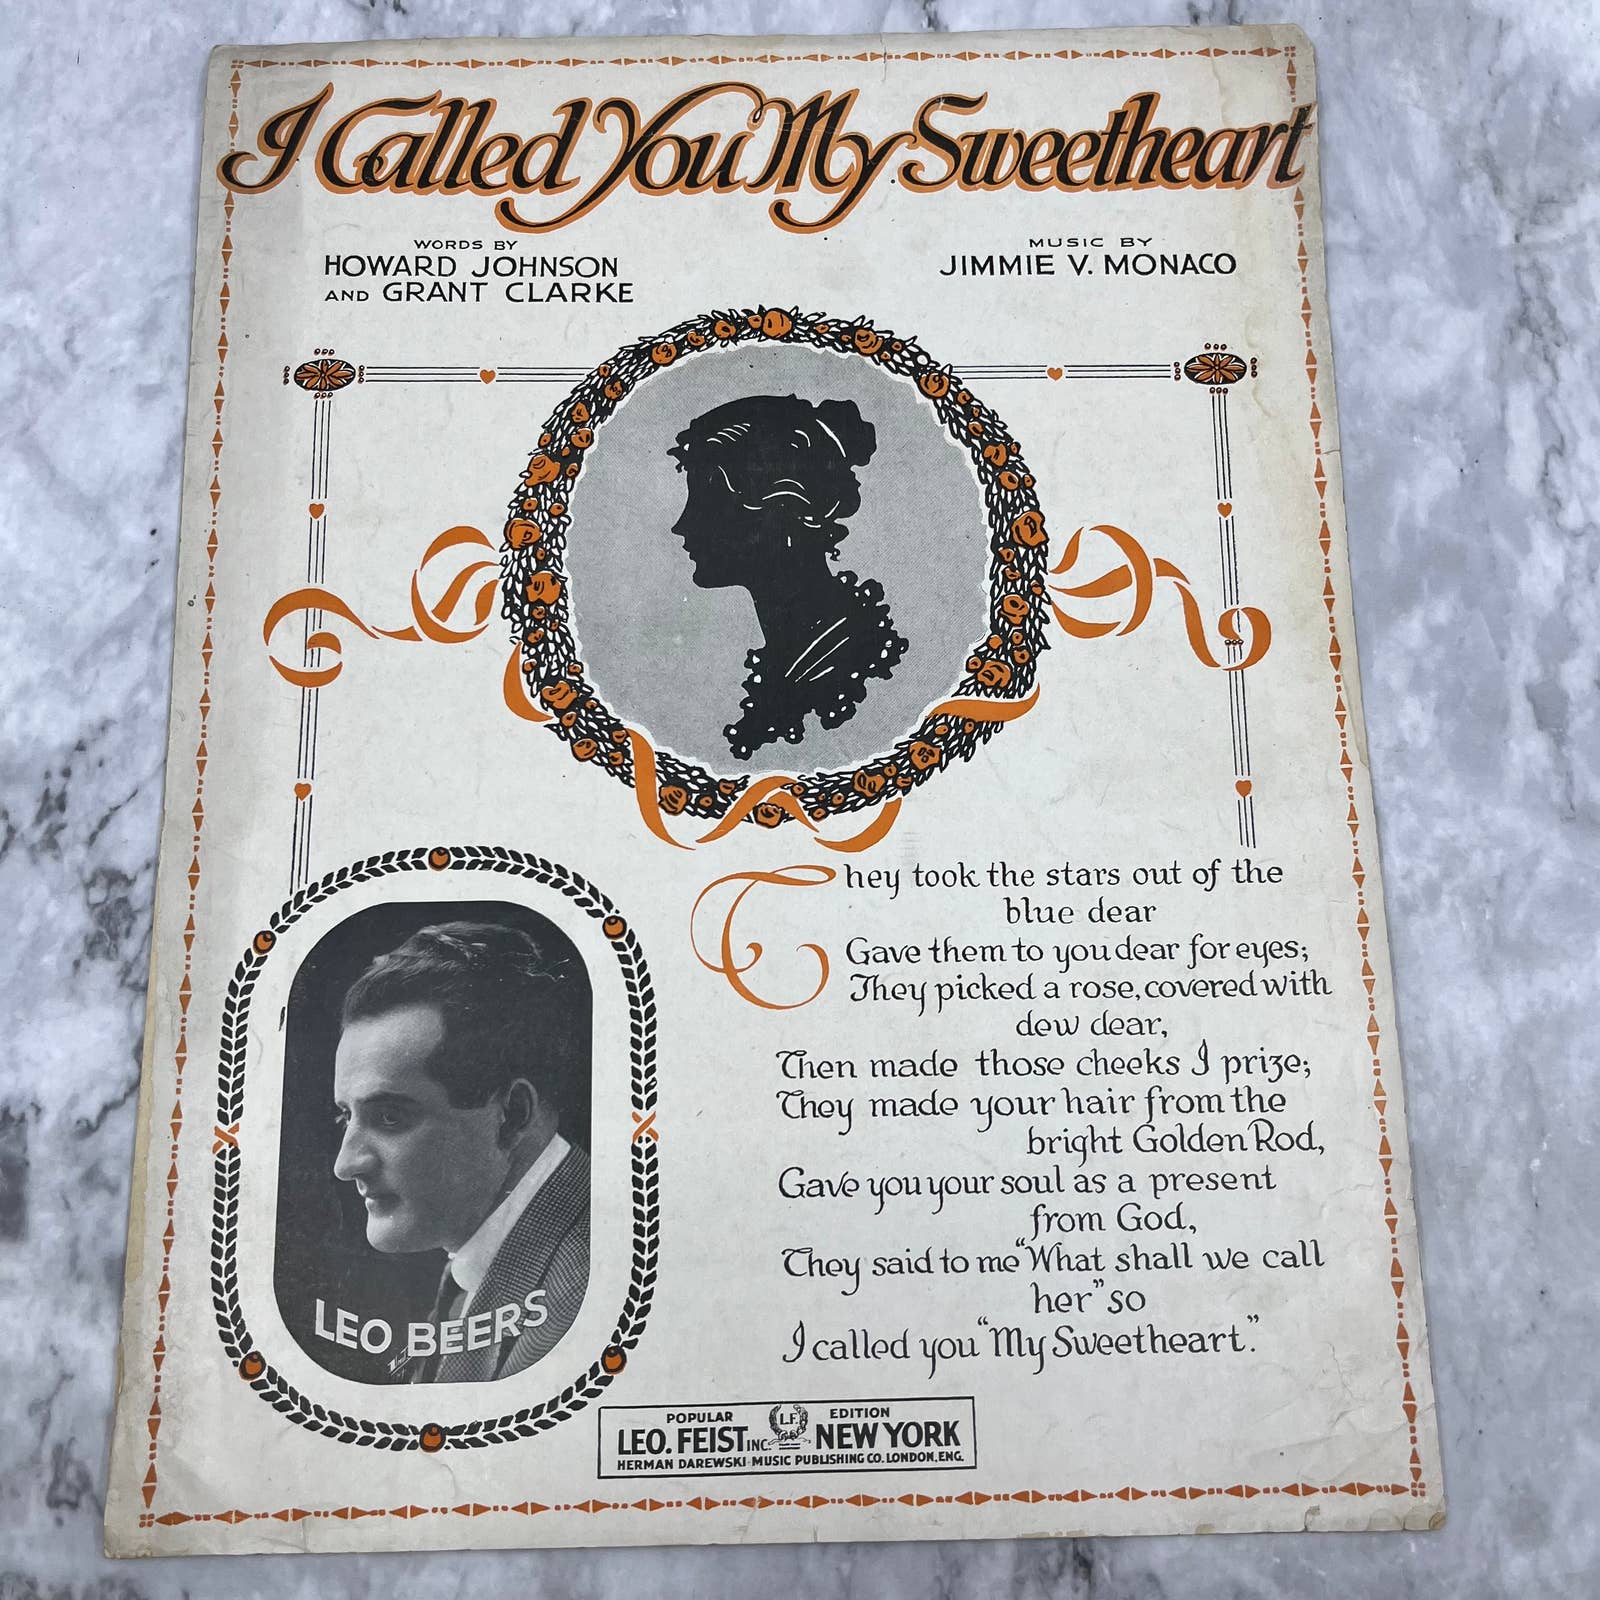 I Called You My Sweetheart
WORDS BY
HOWARD JOHNSON
AND GRANT CLARKE
MUSIC BY
JIMMIE V. MONACO
They took the stars out of the
blue dear
Gave them to you dear for eyes;
They picked a rose, covered with
dew dear,
Then made those cheeks I prize;
They made your hair from the
bright Golden Rod,
Gave you your soul as a present
from God,
They said to me "What shall we call
her" so
I called you "My Sweetheart."
LEO BEERS
POPULAR L.F. EDITION
LEO. FEIST INC. NEW YORK
HERMAN DAREWSKI MUSIC PUBLISHING CO. LONDON, ENG.